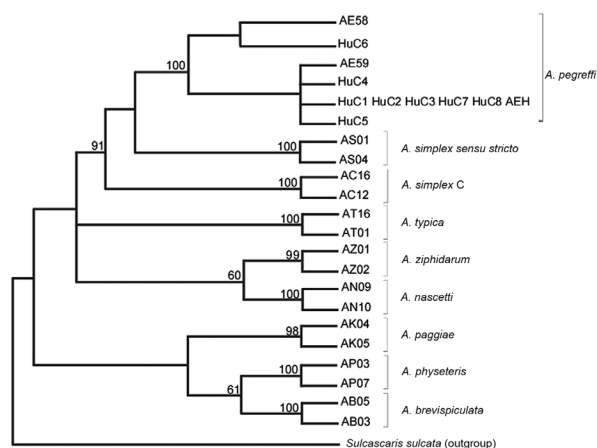 AE58
HuC6
100
AE59
A. pegreffi
HuC4
HuC1 HuC2 HuC3 HuC7 HuC8 AEH
HuC5
91
100
AS01
A. simplex sensu stricto
AS04
100
AC16
A. simplex C
AC12
100
AT16
A. typica
AT01
99
AZ01
A. ziphidarum
AZ02
60
100
AN09
A. nascetti
AN10
98
AK04
A. paggiae
AK05
100
AP03
A. physeteris
AP07
61
100
AB05
A. brevispiculata
AB03
Sulcascaris sulcata (outgroup)